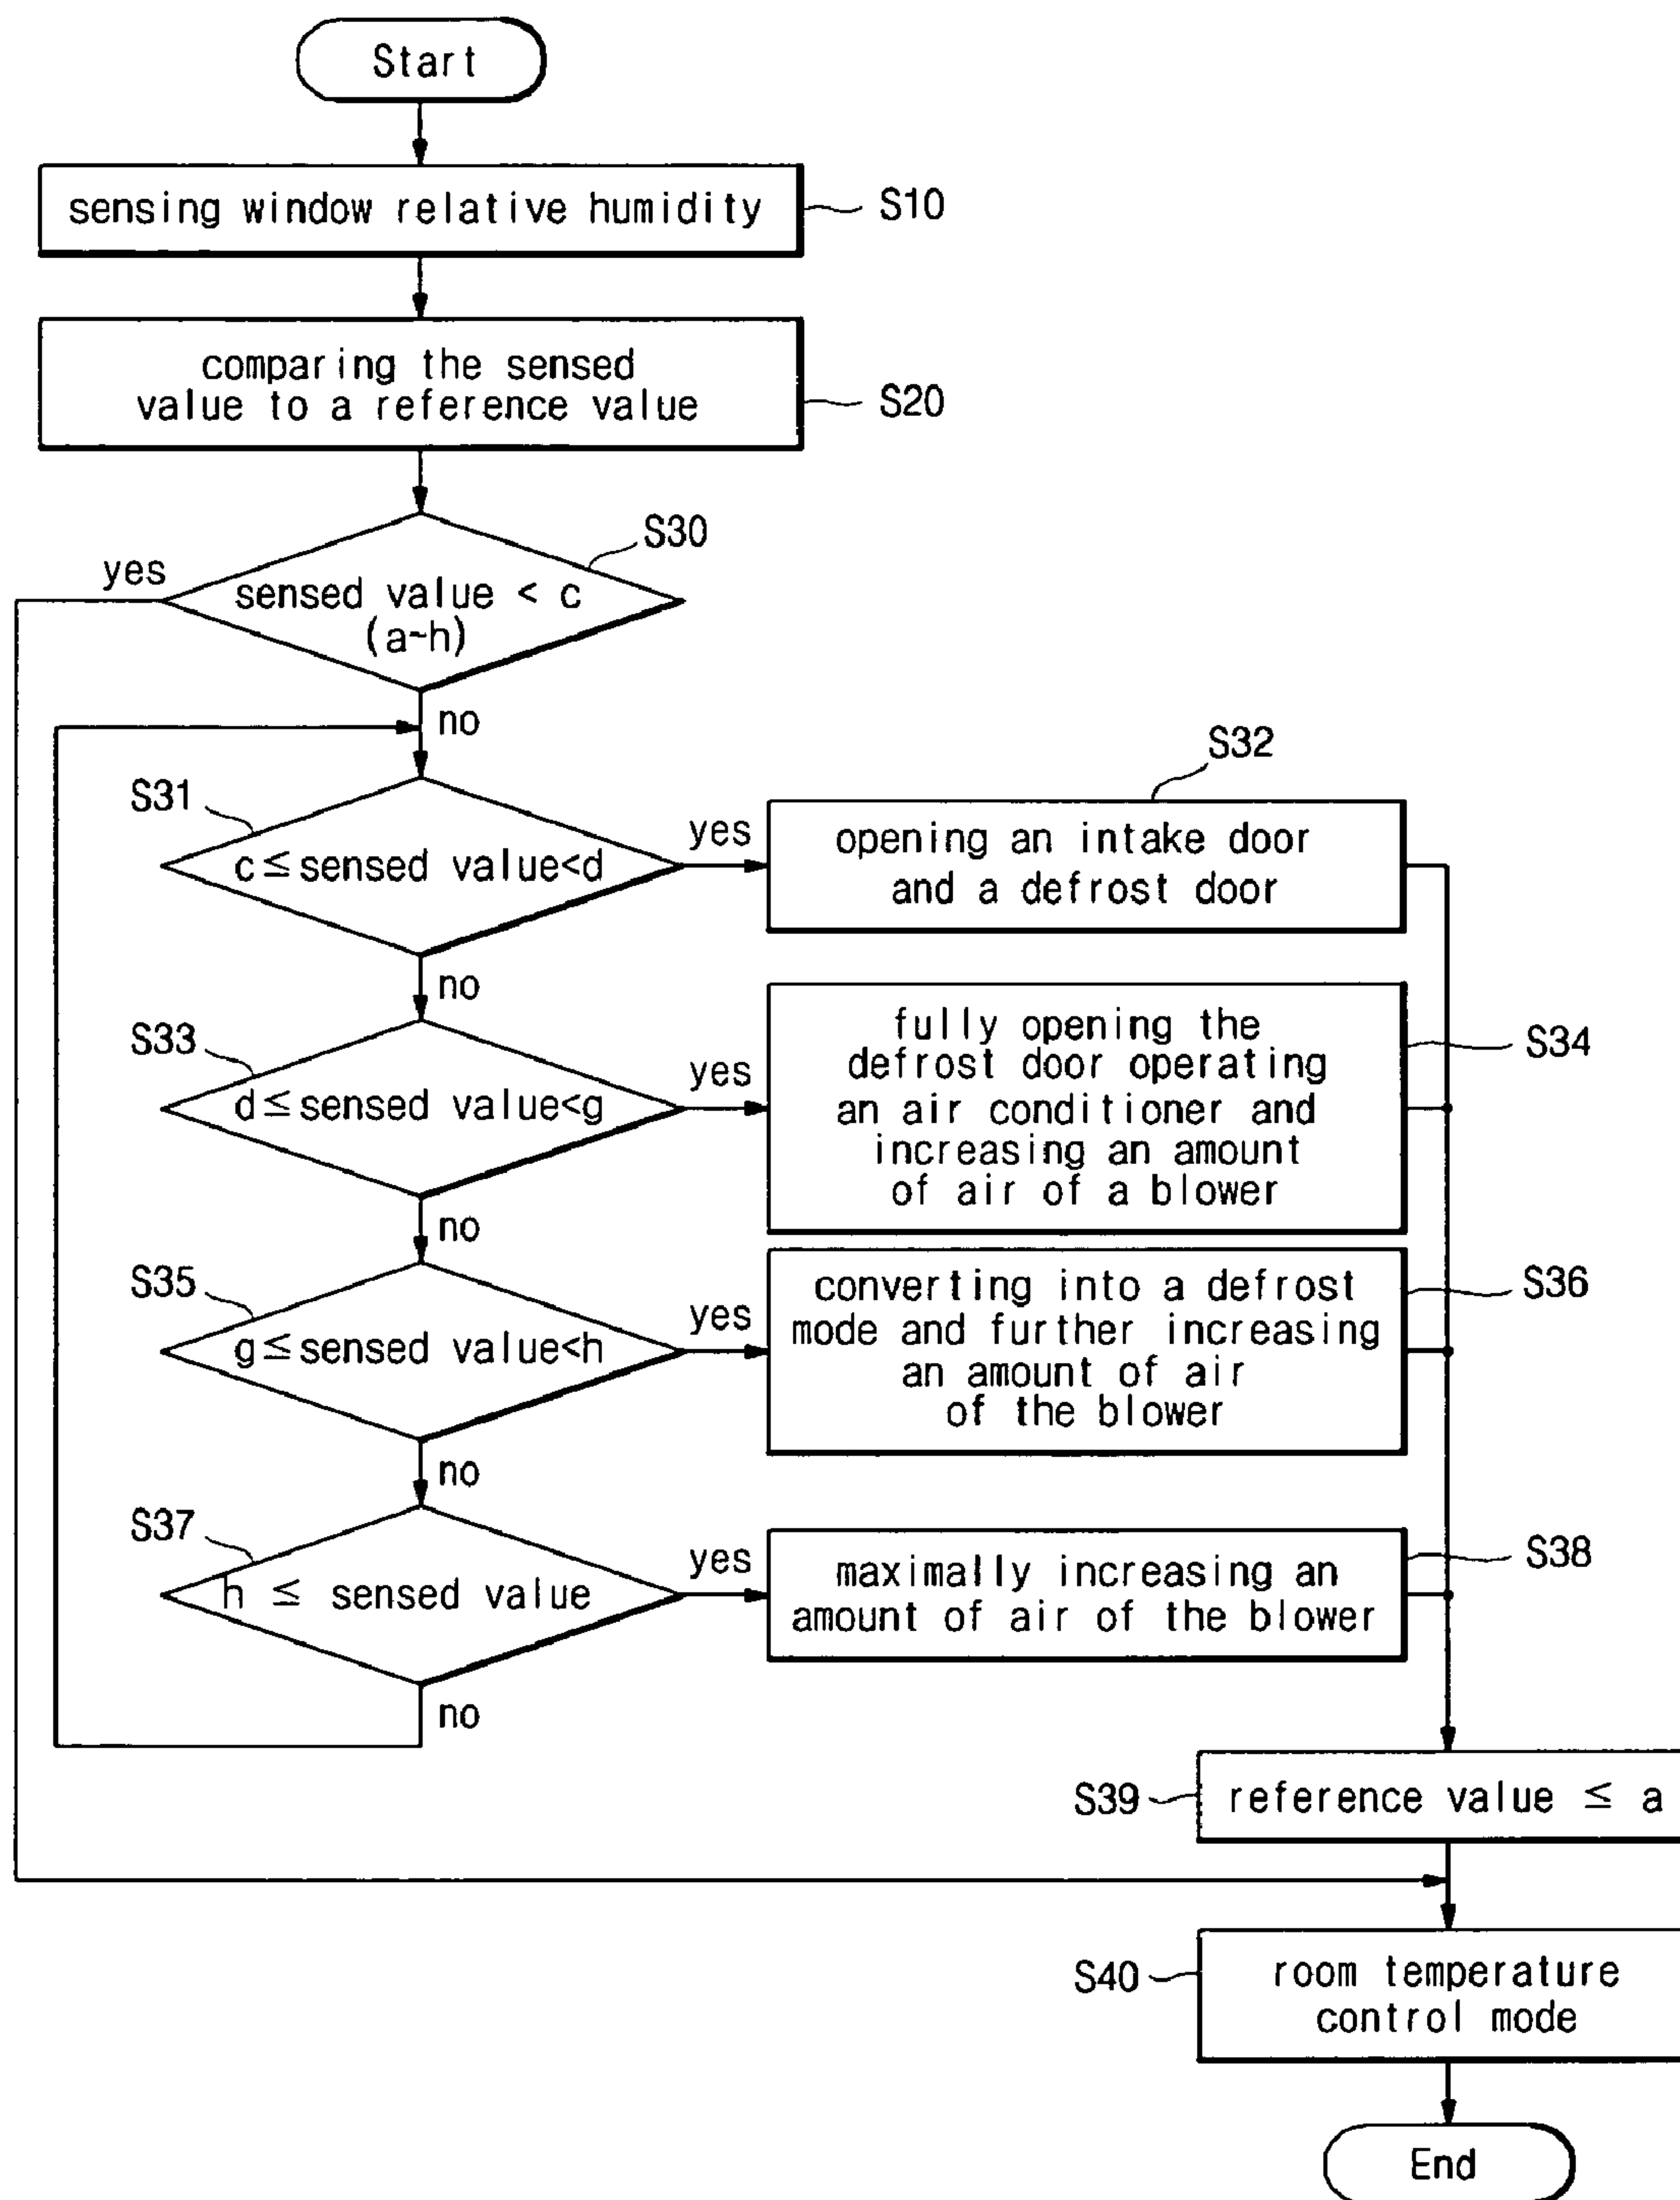 Start
sensing window relative humidity
S10
comparing the sensed
value to a reference value
S20
S30
yes
sensed value < c
(a~h)
no
S31
c≤sensed value<d
yes
S32
opening an intake door
and a defrost door
no
S33
d≤sensed value<g
yes
fully opening the
defrost door operating
an air conditioner and
increasing an amount
of air of a blower
S34
no
S35
g≤sensed value<h
yes
converting into a defrost
mode and further increasing
an amount of air
of the blower
S36
no
S37
h ≤ sensed value
yes
maximally increasing an
amount of air of the blower
S38
no
S39
reference value ≤ a
S40
room temperature
control mode
End